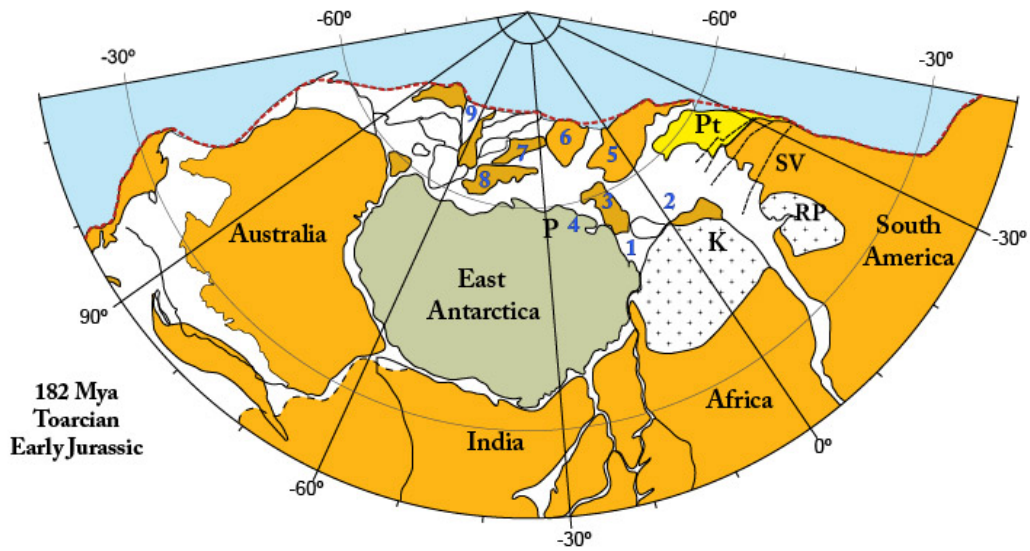 -60º
-60º
-30º
-30º
9
Pt
6
7
5
SV
8
3
2
RP
P
4
Australia
K
South
America
1
-30º
East
Antarctica
90º
182 Mya
Toarcian
Early Jurassic
Africa
India
0º
-60º
-30º